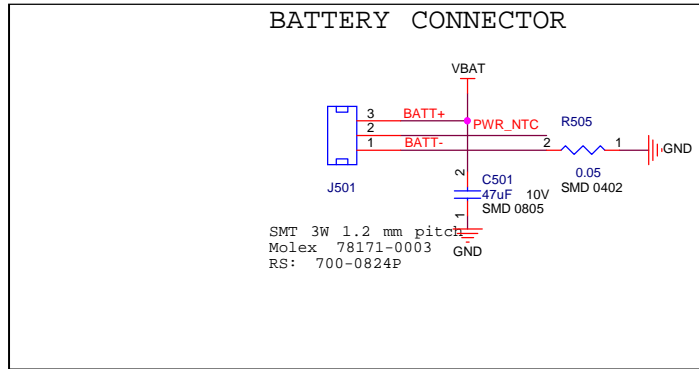 BATTERY CONNECTOR
VBAT
3 BATT+
2 PWR_NTC
1 BATT-
R505
2 1
GND
0.05
SMD 0402
J501
2
C501
47uF 10V
SMD 0805
1
GND
SMT 3W 1.2 mm pitch
Molex 78171-0003
RS: 700-0824P